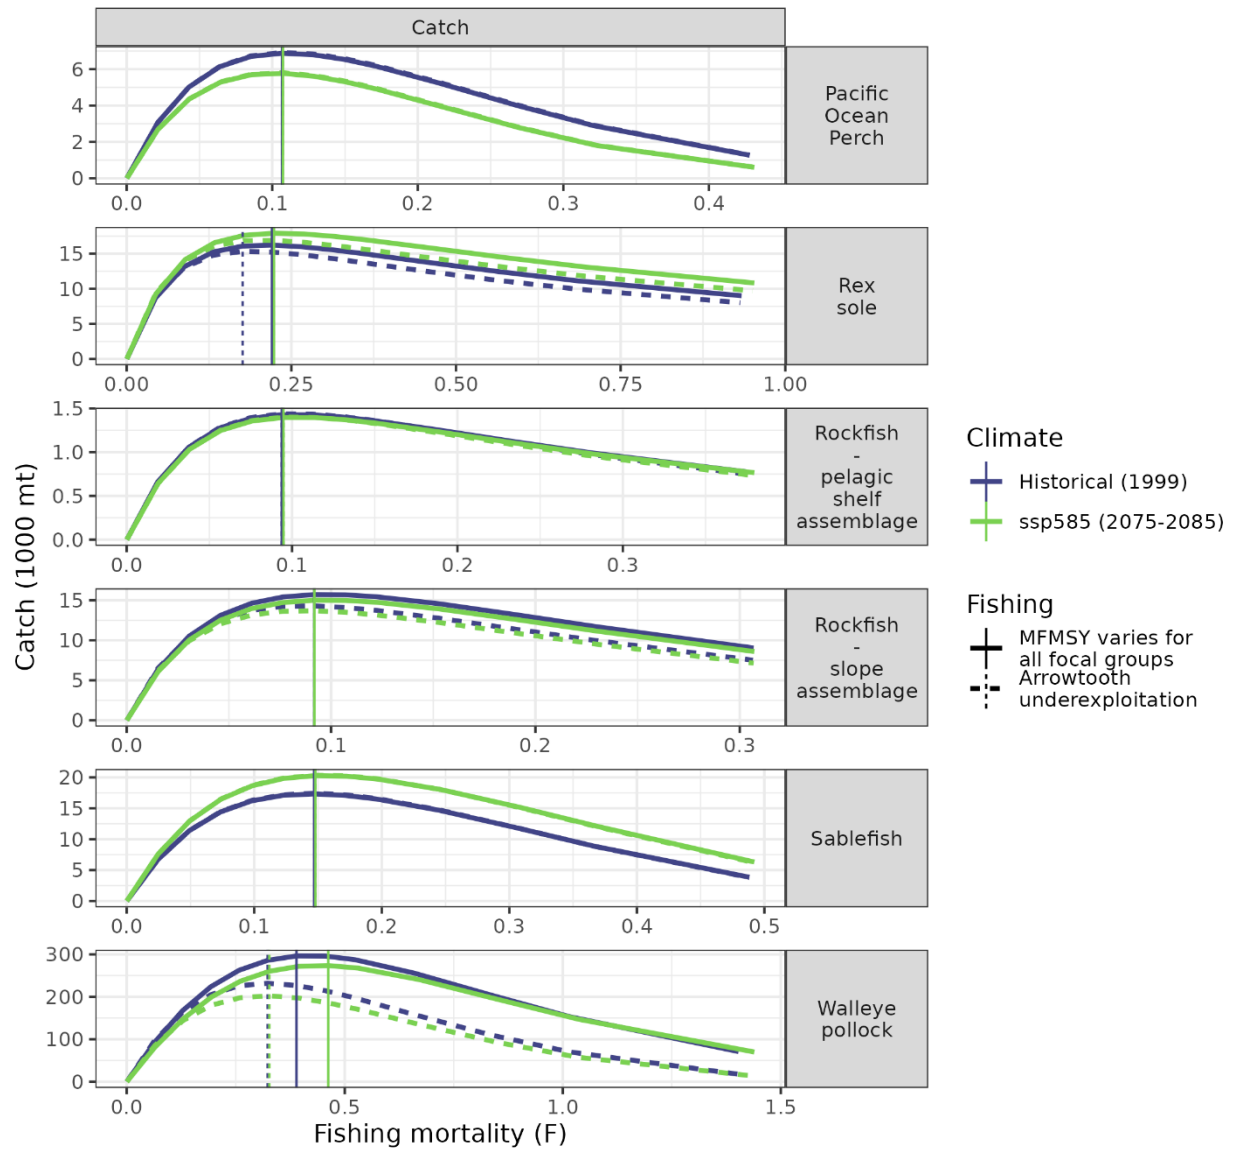 Catch
6
4
2
0
Pacific
Ocean
Perch
0.0 0.1 0.2 0.3 0.4
15
10
5
0
Rex
sole
0.00 0.25 0.50 0.75 1.00
1.5
1.0
0.5
0.0
Rockfish
-
pelagic
shelf
assemblage
0.0 0.1 0.2 0.3
Catch (1000 mt)
15
10
5
0
Rockfish
-
slope
assemblage
0.0 0.1 0.2 0.3
20
15
10
5
0
Sablefish
0.0 0.1 0.2 0.3 0.4 0.5
300
200
100
0
Walleye
pollock
0.0 0.5 1.0 1.5
Fishing mortality (F)
Climate
Historical (1999)
ssp585 (2075-2085)
Fishing
MFMSY varies for
all focal groups
Arrowtooth
underexploitation